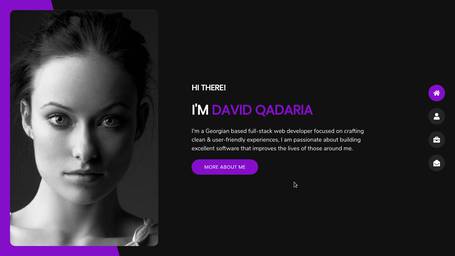 HI THERE!
I'M DAVID QADARIA
I'm a Georgian based full-stack web developer focused on crafting
clean & user-friendly experiences, I am passionate about building
excellent software that improves the lives of those around me.
MORE ABOUT ME